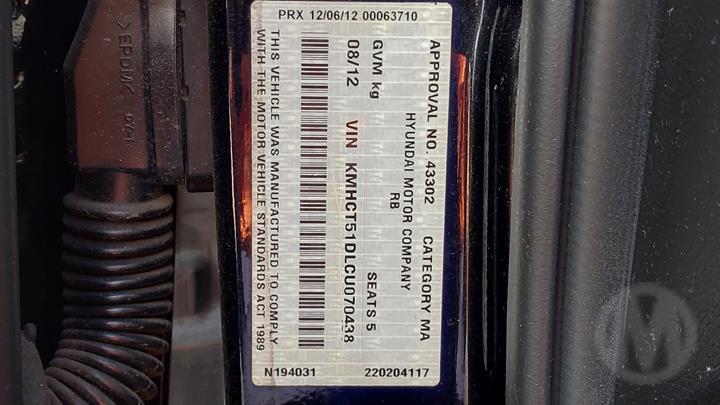 PRX 12/06/12 00063710
APPROVAL NO. 43302 CATEGORY MA
HYUNDAI MOTOR COMPANY
RB
GVM kg SEATS 5
08/12 VIN KMHCT51DLCU070438
THIS VEHICLE WAS MANUFACTURED TO COMPLY
WITH THE MOTOR VEHICLE STANDARDS ACT 1989
N194031 220204117
>EPDM<
M